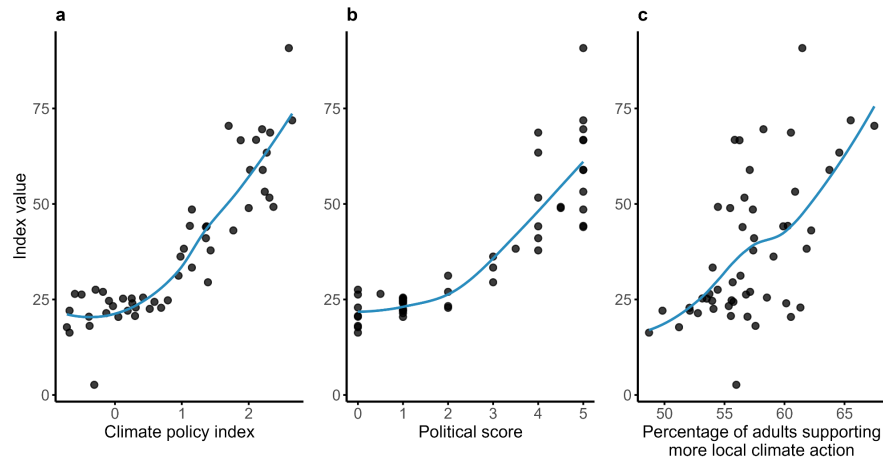 a
b
c
Index value
75
50
25
0
75
50
25
0
75
50
25
0
0 1 2
0 1 2 3 4 5
50 55 60 65
Climate policy index
Political score
Percentage of adults supporting
more local climate action